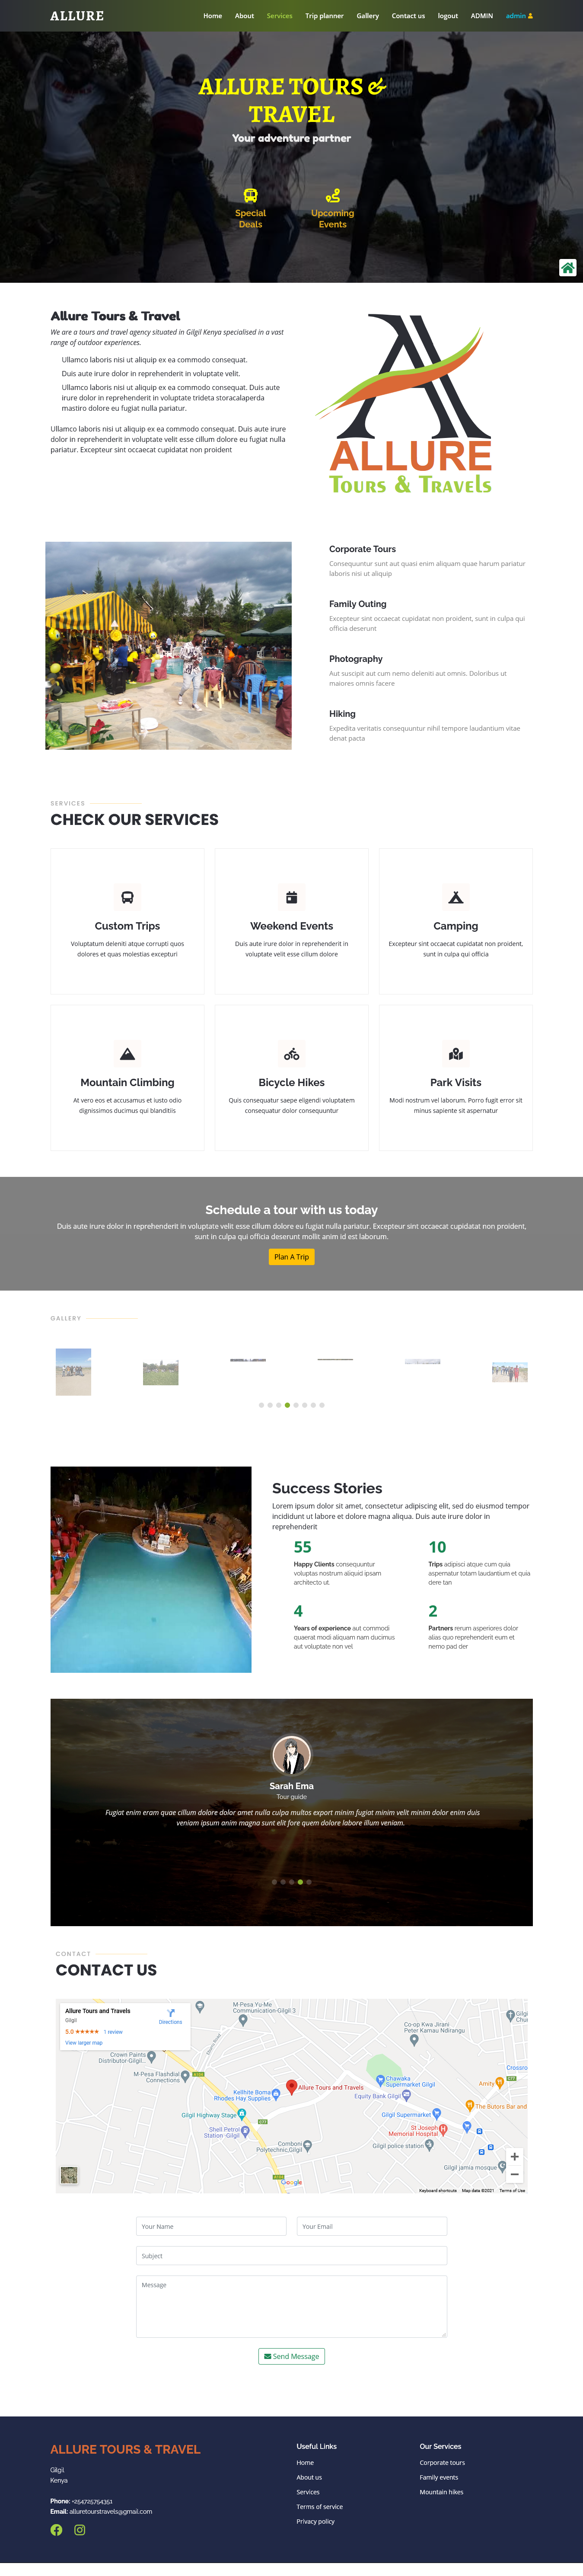 ALLURE
Home About Services Trip planner Gallery Contact us logout ADMIN admin
ALLURE TOURS &
TRAVEL
Your adventure partner
Special
Deals
Upcoming
Events
Allure Tours & Travel
We are a tours and travel agency situated in Gilgil Kenya specialised in a vast
range of outdoor experiences.
Ullamco laboris nisi ut aliquip ex ea commodo consequat.
Duis aute irure dolor in reprehenderit in voluptate velit.
Ullamco laboris nisi ut aliquip ex ea commodo consequat. Duis aute
irure dolor in reprehenderit in voluptate trideta storacalaperda
mastiro dolore eu fugiat nulla pariatur.
Ullamco laboris nisi ut aliquip ex ea commodo consequat. Duis aute irure
dolor in reprehenderit in voluptate velit esse cillum dolore eu fugiat nulla
pariatur. Excepteur sint occaecat cupidatat non proident
ALLURE
Tours & Travels
Corporate Tours
Consequuntur sunt aut quasi enim aliquam quae harum pariatur
laboris nisi ut aliquip
Family Outing
Excepteur sint occaecat cupidatat non proident, sunt in culpa qui
officia deserunt
Photography
Aut suscipit aut cum nemo deleniti aut omnis. Doloribus ut
maiores omnis facere
Hiking
Expedita veritatis consequuntur nihil tempore laudantium vitae
denat pacta
SERVICES
CHECK OUR SERVICES
Custom Trips
Voluptatum deleniti atque corrupti quos
dolores et quas molestias excepturi
Weekend Events
Duis aute irure dolor in reprehenderit in
voluptate velit esse cillum dolore
Camping
Excepteur sint occaecat cupidatat non proident,
sunt in culpa qui officia
Mountain Climbing
At vero eos et accusamus et iusto odio
dignissimos ducimus qui blanditiis
Bicycle Hikes
Quis consequatur saepe eligendi voluptatem
consequatur dolor consequuntur
Park Visits
Modi nostrum vel laborum. Porro fugit error sit
minus sapiente sit aspernatur
Schedule a tour with us today
Duis aute irure dolor in reprehenderit in voluptate velit esse cillum dolore eu fugiat nulla pariatur. Excepteur sint occaecat cupidatat non proident,
sunt in culpa qui officia deserunt mollit anim id est laborum.
Plan A Trip
GALLERY
Success Stories
Lorem ipsum dolor sit amet, consectetur adipiscing elit, sed do eiusmod tempor
incididunt ut labore et dolore magna aliqua. Duis aute irure dolor in
reprehenderit
55
Happy Clients consequuntur
voluptas nostrum aliquid ipsam
architecto ut.
10
Trips adipisci atque cum quia
aspernatur totam laudantium et quia
dere tan
4
Years of experience aut commodi
quaerat modi aliquam nam ducimus
aut voluptate non vel
2
Partners rerum asperiores dolor
alias quo reprehenderit eum et
nemo pad der
Sarah Ema
Tour guide
Fugiat enim eram quae cillum dolore dolor amet nulla culpa multos export minim fugiat minim velit minim dolor enim duis
veniam ipsum anim magna sunt elit fore quem dolore labore illum veniam.
CONTACT
CONTACT US
Allure Tours and Travels
Gilgil
5.0 ★★★★★ 1 review
View larger map
Directions
M-Pesa Yu-Me
Communication-Gilgil 3
Co-op Kwa Jirani
Peter Kamau Ndirangu
Crown Paints
Distributor-Gilgil...
M-Pesa Flashdial
Connections
Keilhite Boma
Rhodes Hay Supplies
Allure Tours and Travels
Chawaka
Supermarket Gilgil
Equity Bank Gilgil
Amity
The Butors Bar and
Gilgil Highway Stage
Gilgil Supermarket
Shell Petrol
Station -Gilgil
St Joseph
Memorial Hospital
Comboni
Polytechnic,Gilgil
Gilgil police station
Gilgil jamia mosque
Google
Keyboard shortcuts Map data ©2021 Terms of Use
Your Name
Your Email
Subject
Message
Send Message
ALLURE TOURS & TRAVEL
Gilgil
Kenya
Phone: +254725754351
Email: alluretourstravels@gmail.com
Useful Links
Home
About us
Services
Terms of service
Privacy policy
Our Services
Corporate tours
Family events
Mountain hikes